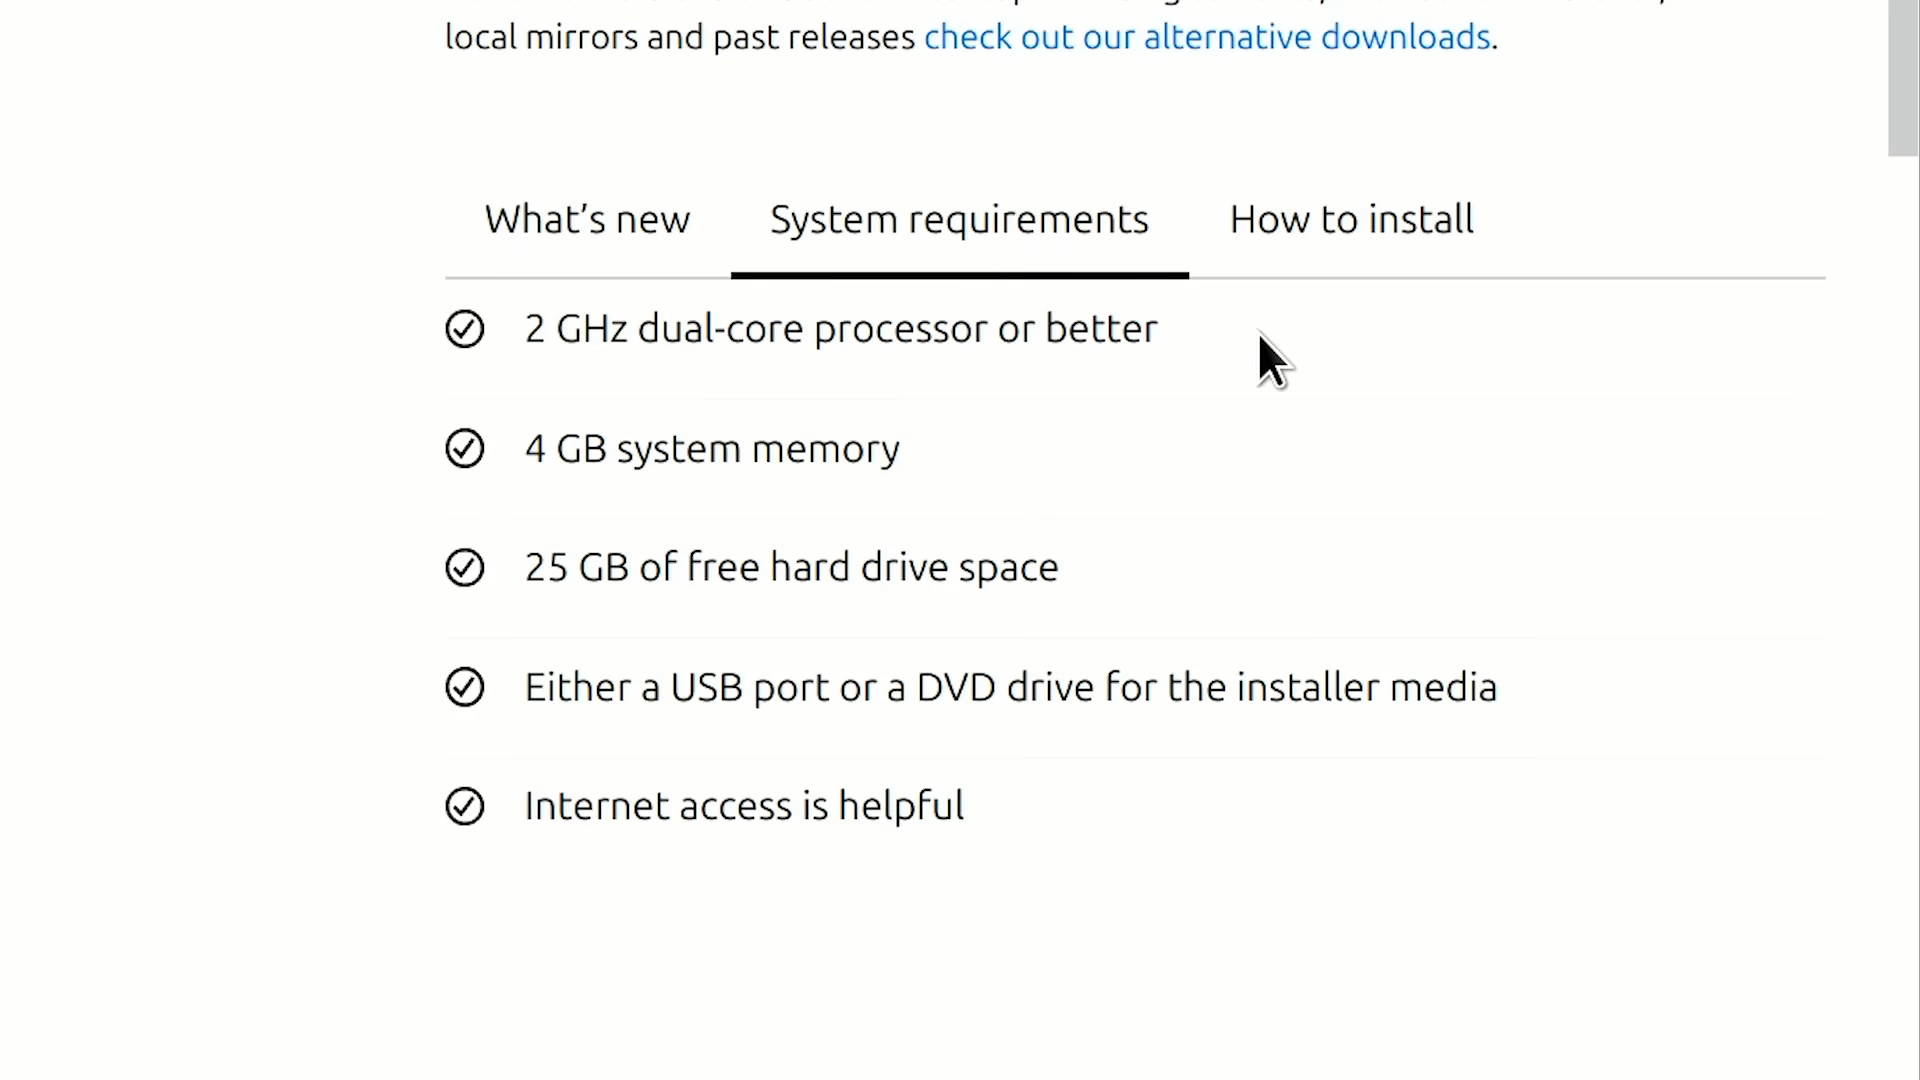 local mirrors and past releases check out our alternative downloads.
What’s new System requirements How to install
2 GHz dual-core processor or better
4 GB system memory
25 GB of free hard drive space
Either a USB port or a DVD drive for the installer media
Internet access is helpful